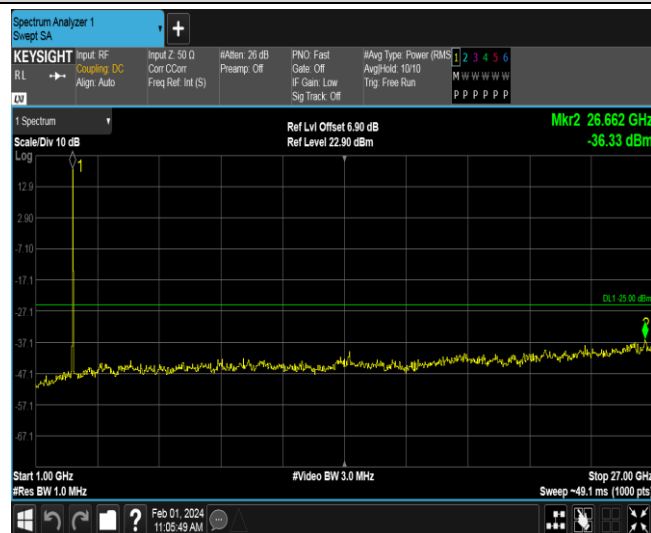 Spectrum Analyzer 1
Swept SA
KEYSIGHT
RL
LXI
Input: RF
Coupling: DC
Align: Auto
Input Z: 50 Ω
Corr CCorr
Freq Ref: Int (S)
#Atten: 26 dB
Preamp: Off
PNO: Fast
Gate: Off
IF Gain: Low
Sig Track: Off
#Avg Type: Power (RMS
Avg|Hold: 10/10
Trig: Free Run
1 2 3 4 5 6
M W W W W W
P P P P P P
1 Spectrum
Scale/Div 10 dB
Log
Ref Lvl Offset 6.90 dB
Ref Level 22.90 dBm
Mkr2 26.662 GHz
-36.33 dBm
1
12.9
2.90
-7.10
-17.1
DL1 -25.00 dBm
-27.1
2
-37.1
-47.1
-57.1
-67.1
Start 1.00 GHz
#Res BW 1.0 MHz
#Video BW 3.0 MHz
Stop 27.00 GHz
Sweep ~49.1 ms (1000 pts)
?
Feb 01, 2024
11:05:49 AM